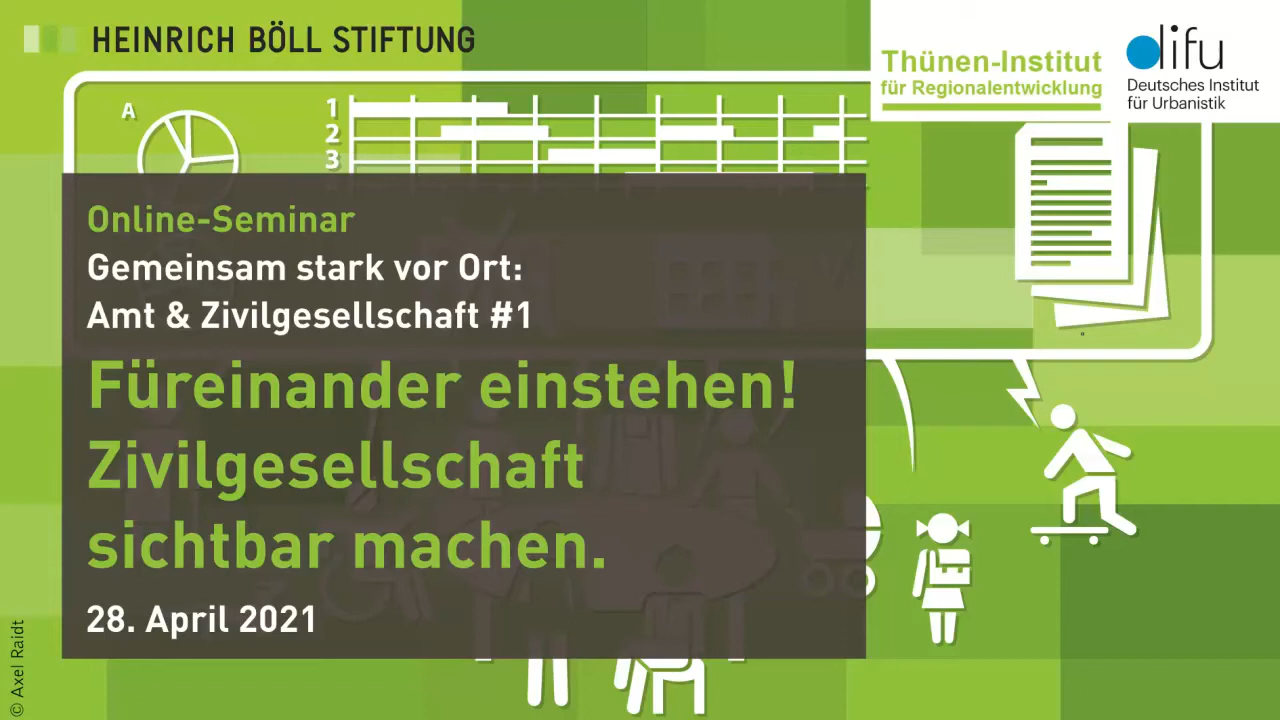 HEINRICH BÖLL STIFTUNG
Thünen-Institut
für Regionalentwicklung
difu
Deutsches Institut
für Urbanistik
A
1
2
3
Online-Seminar
Gemeinsam stark vor Ort:
Amt & Zivilgesellschaft #1
Füreinander einstehen!
Zivilgesellschaft
sichtbar machen.
28. April 2021
© Axel Raidt